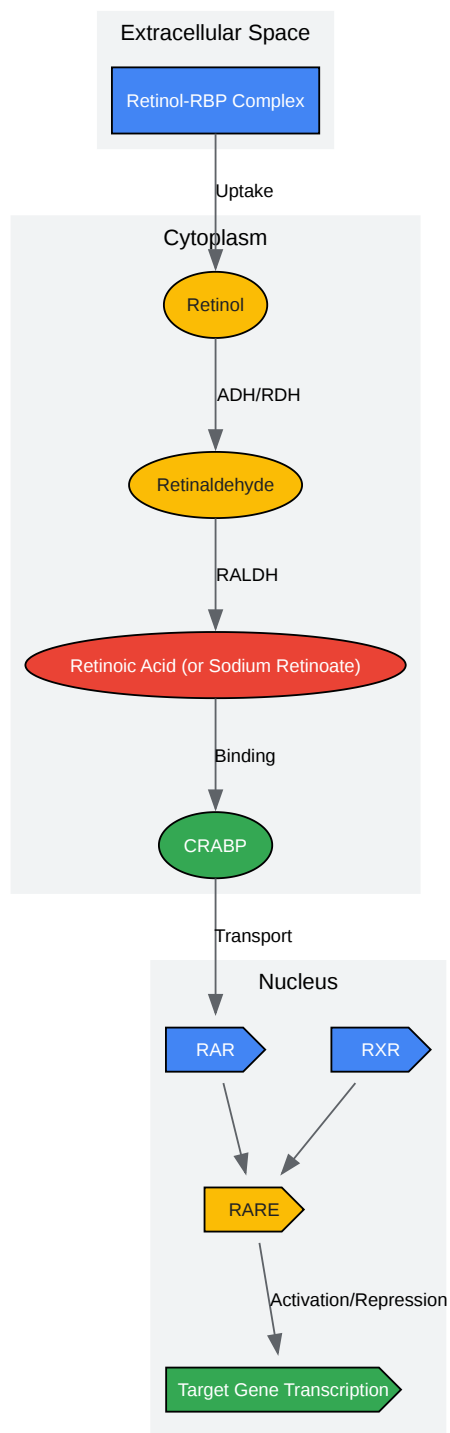 Extracellular Space
Retinol-RBP Complex
Uptake
Cytoplasm
Retinol
ADH/RDH
Retinaldehyde
RALDH
Retinoic Acid (or Sodium Retinoate)
Binding
CRABP
Transport
Nucleus
RAR
RXR
RARE
Activation/Repression
Target Gene Transcription